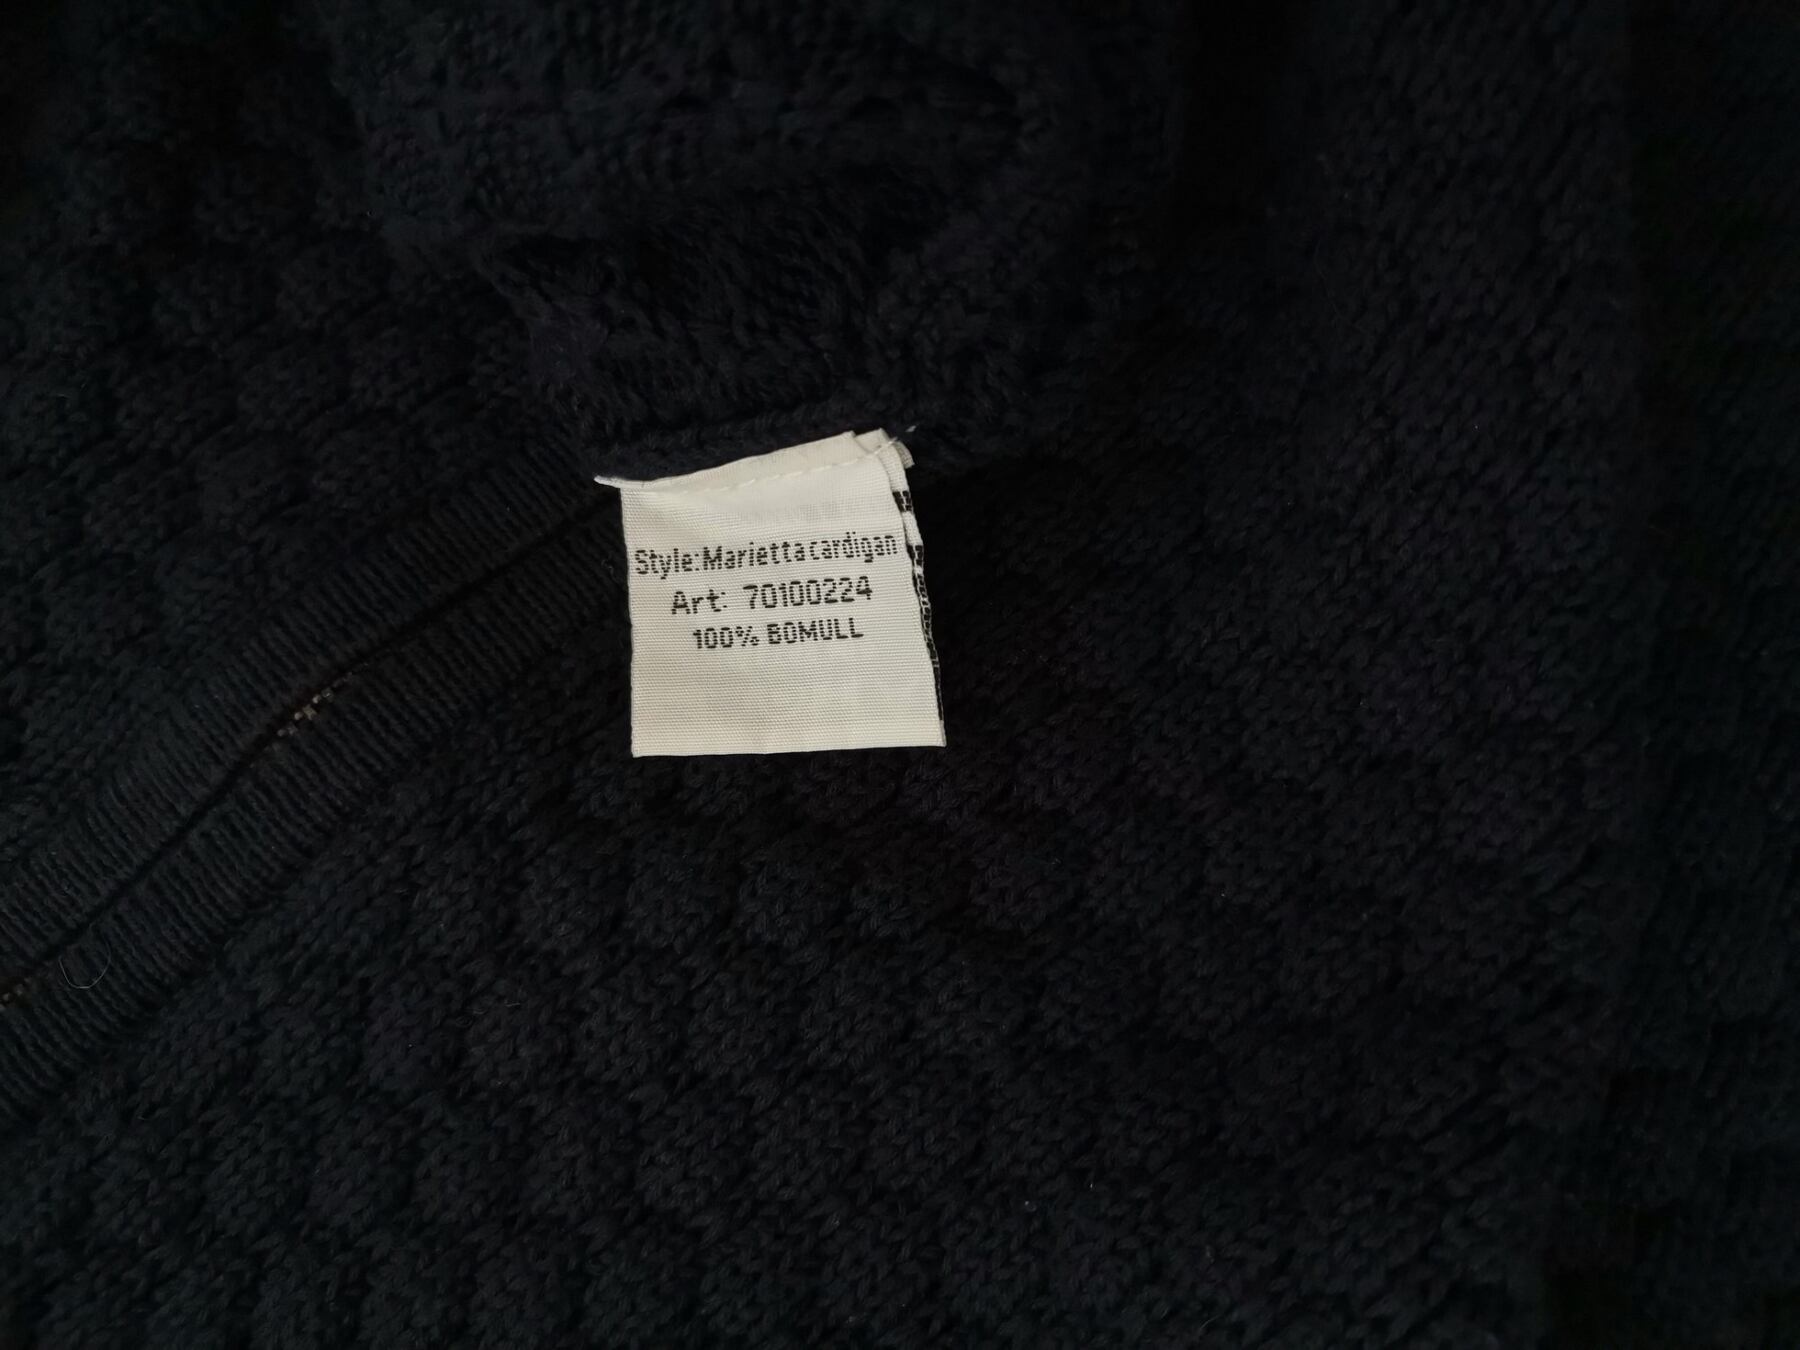 Style: Marietta cardigan
Art: 70100224
100% BOMULL